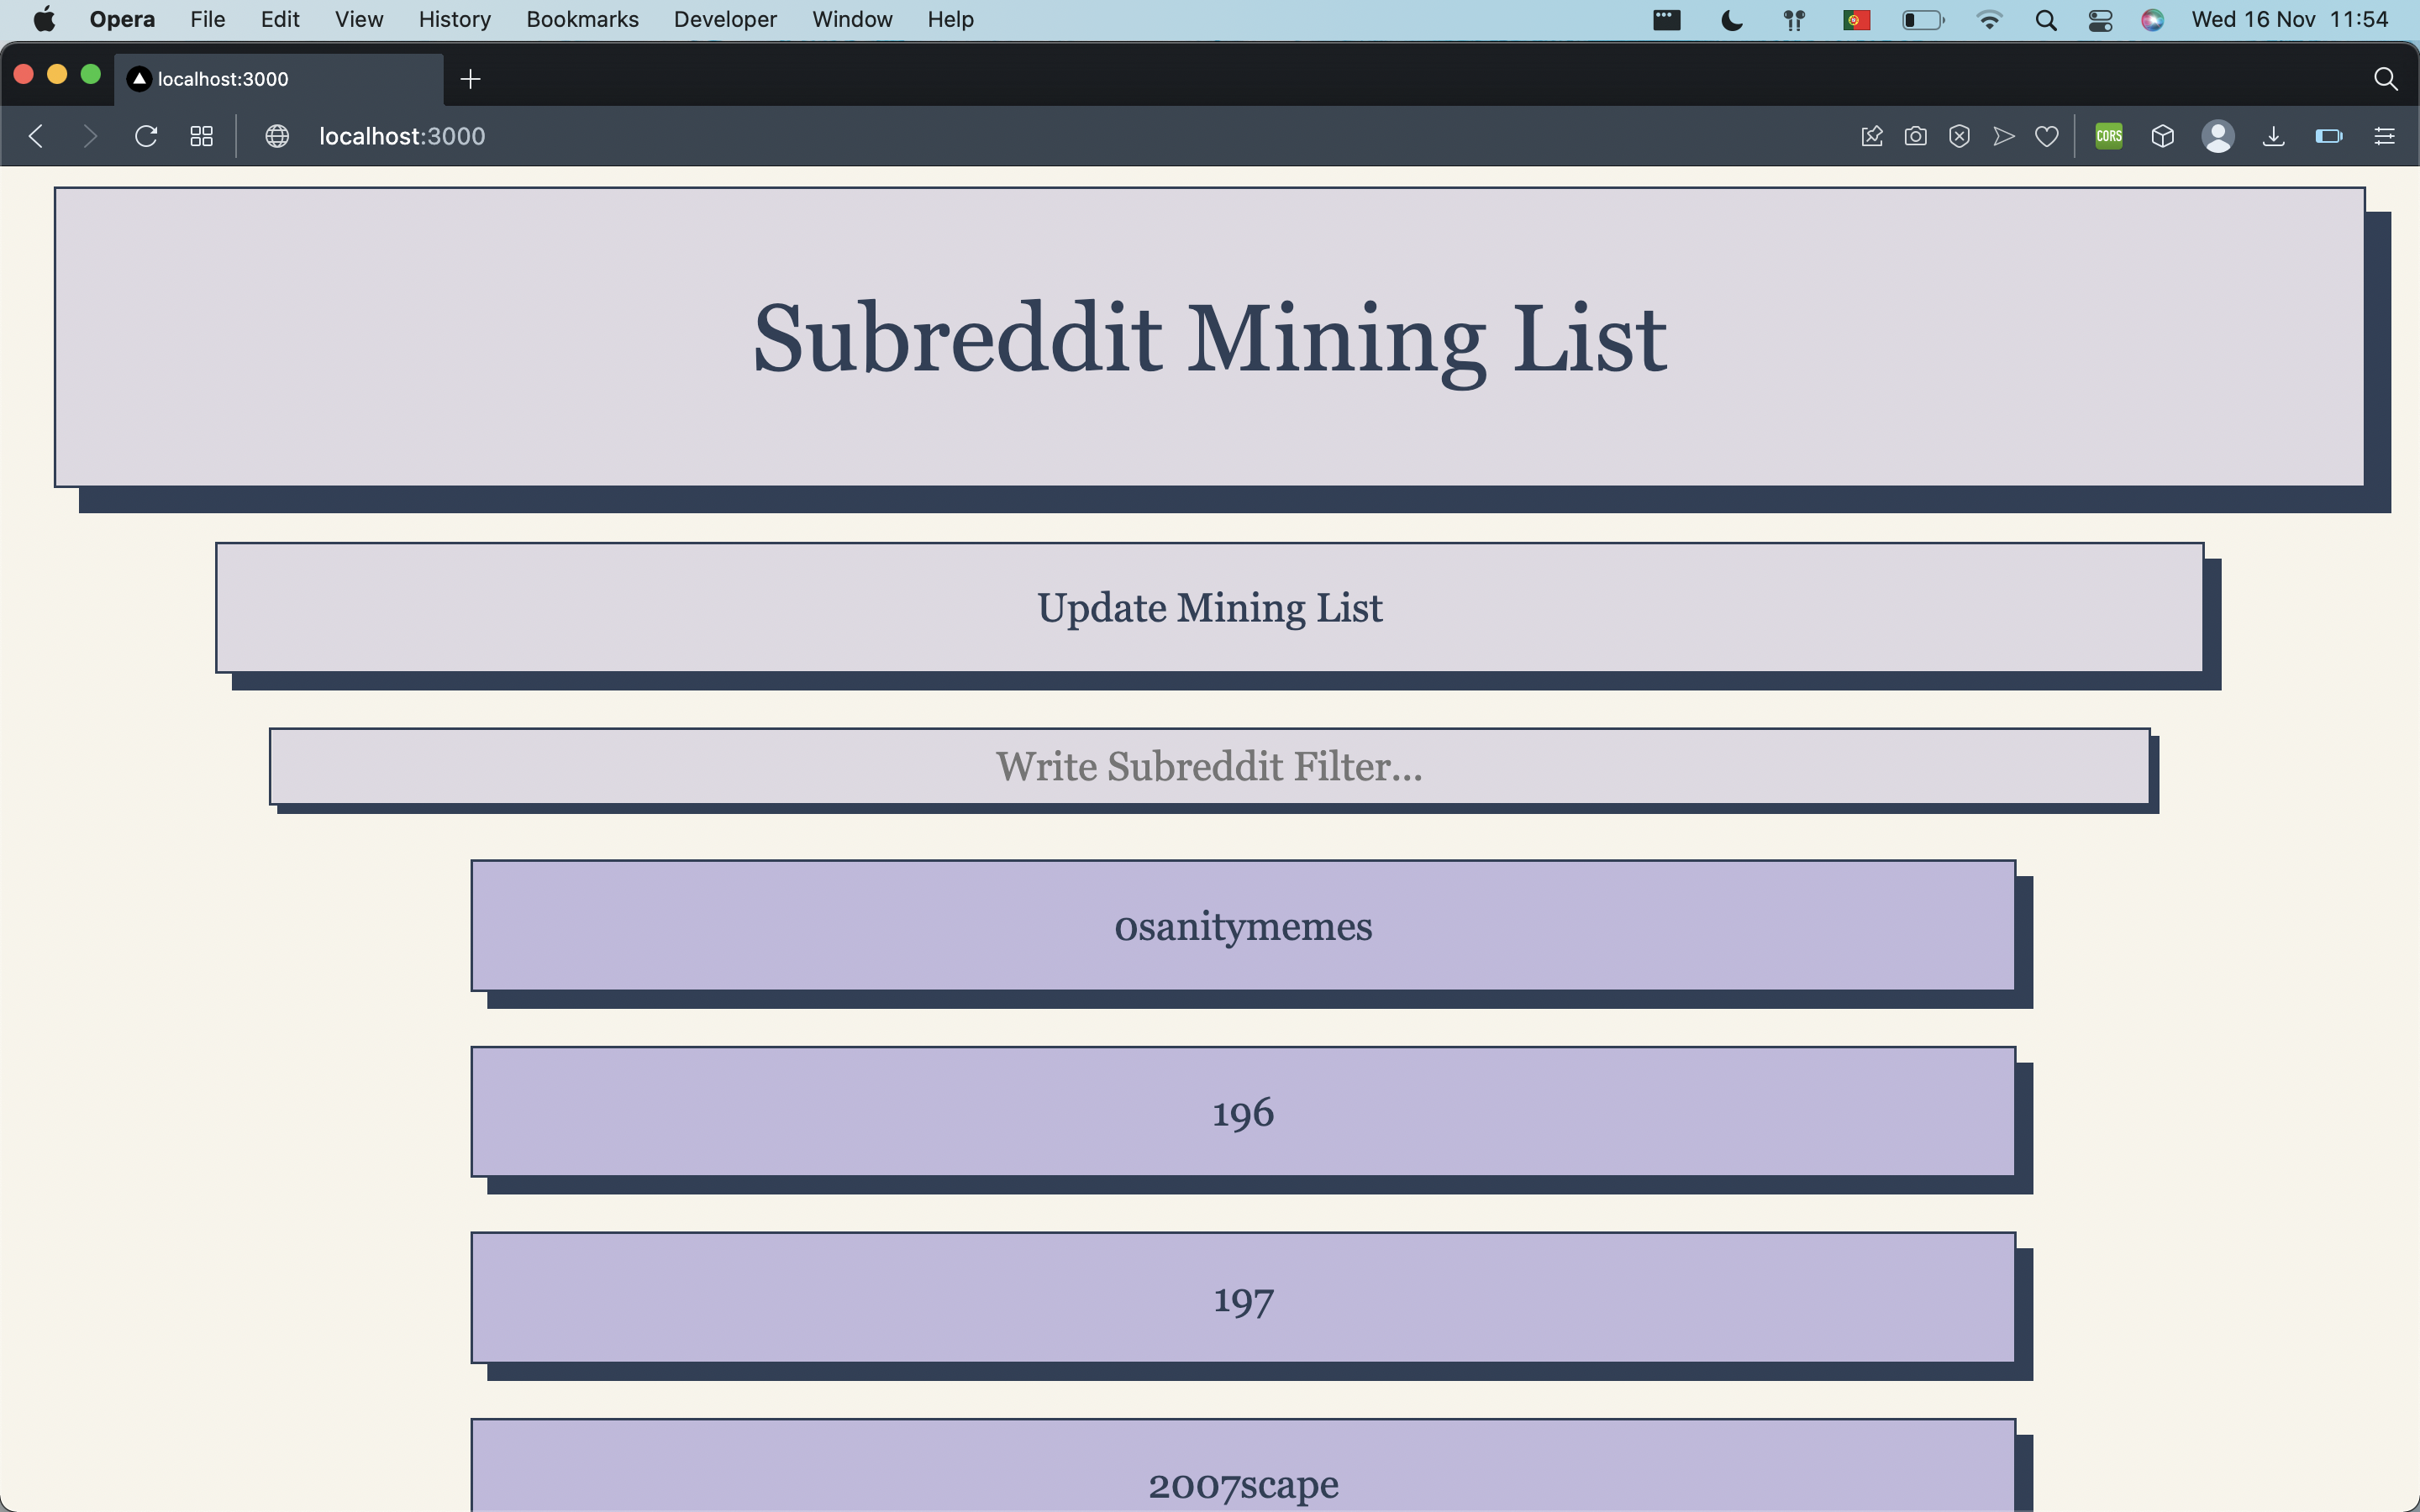 Opera File Edit View History Bookmarks Developer Window Help Wed 16 Nov 11:54
localhost:3000
localhost:3000 CORS
Subreddit Mining List
Update Mining List
Write Subreddit Filter...
0sanitymemes
196
197
2007scape